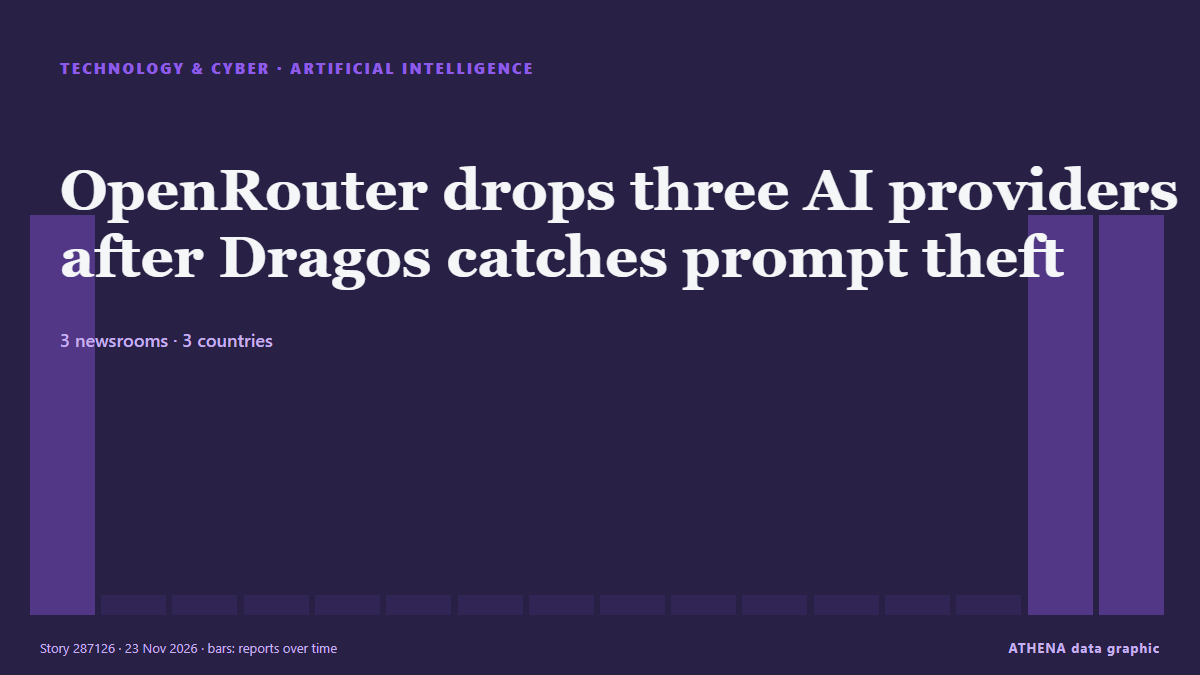 TECHNOLOGY & CYBER · ARTIFICIAL INTELLIGENCE
OpenRouter drops three AI providers
after Dragos catches prompt theft
3 newsrooms · 3 countries
Story 287126 · 23 Nov 2026 · bars: reports over time
ATHENA data graphic